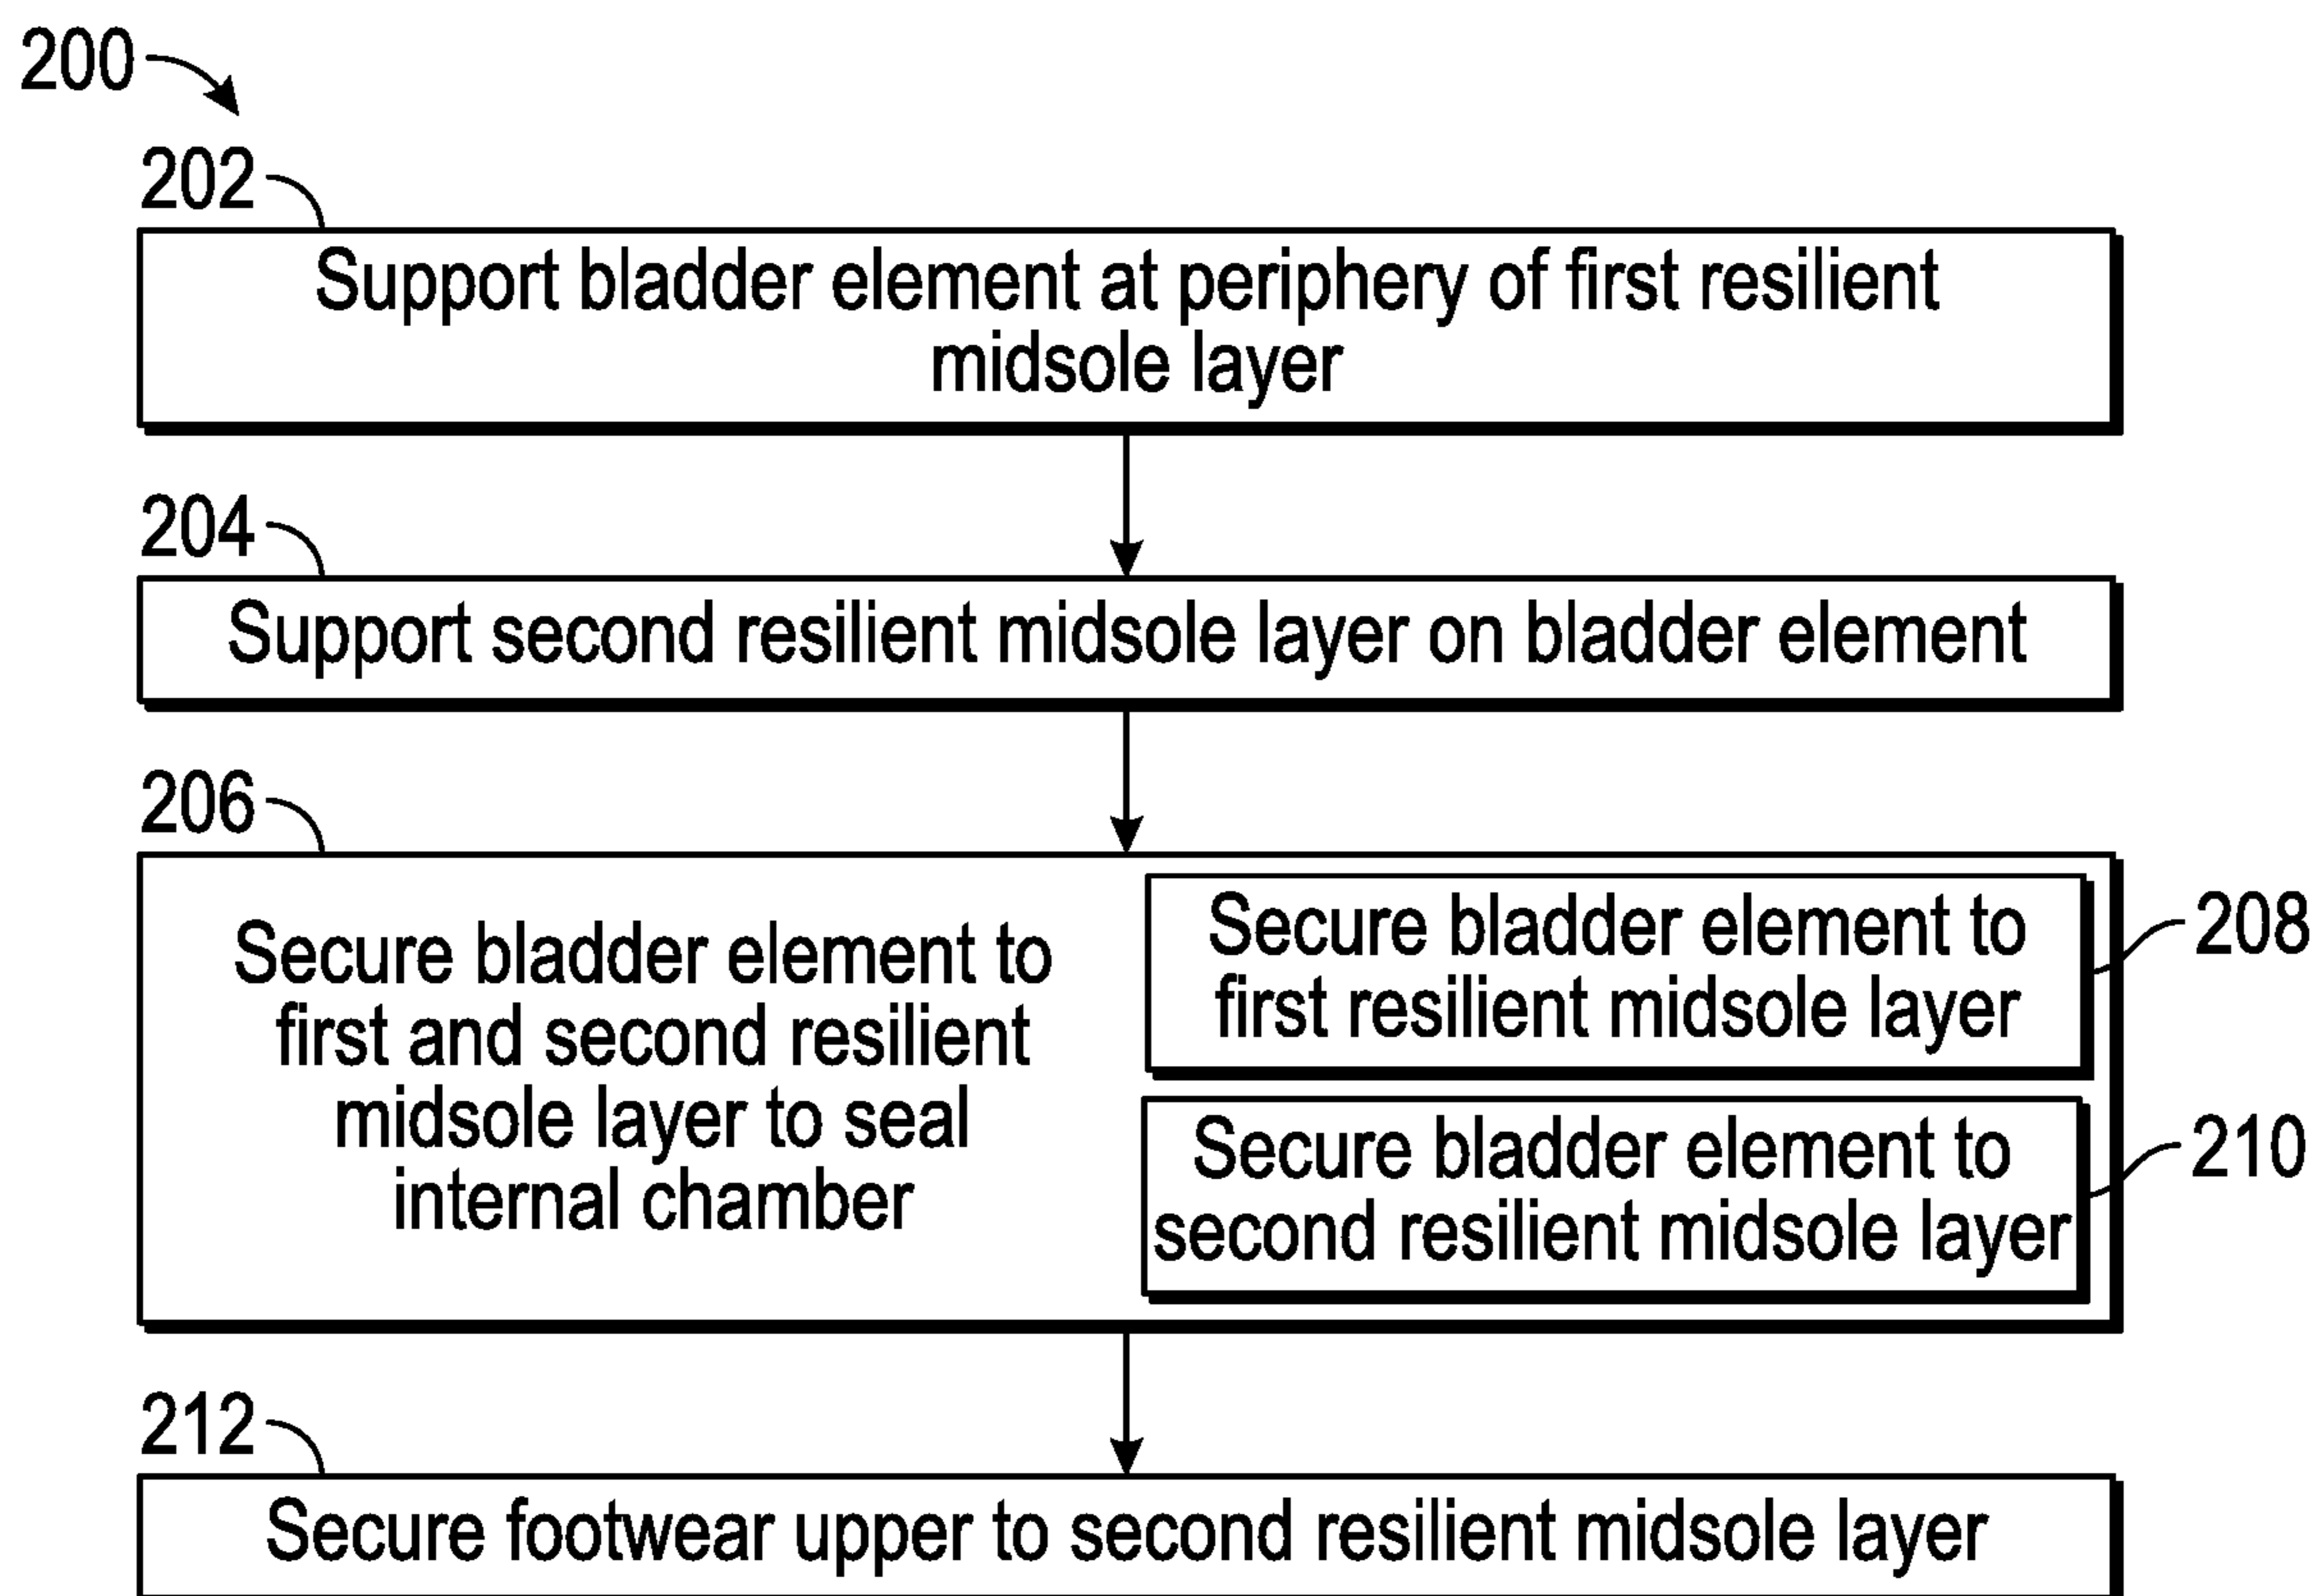 200
202
Support bladder element at periphery of first resilient
midsole layer
204
Support second resilient midsole layer on bladder element
206
Secure bladder element to
first and second resilient
midsole layer to seal
internal chamber
Secure bladder element to
first resilient midsole layer
208
Secure bladder element to
second resilient midsole layer
210
212
Secure footwear upper to second resilient midsole layer